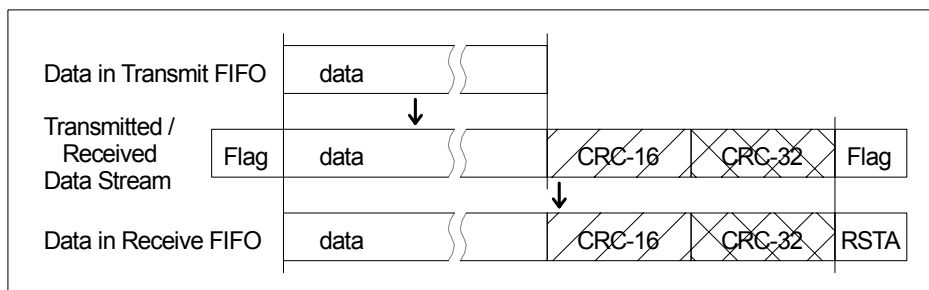 Data in Transmit FIFO data
Transmitted /
Received
Data Stream
Flag data CRC-16 CRC-32 Flag
Data in Receive FIFO data CRC-16 CRC-32 RSTA